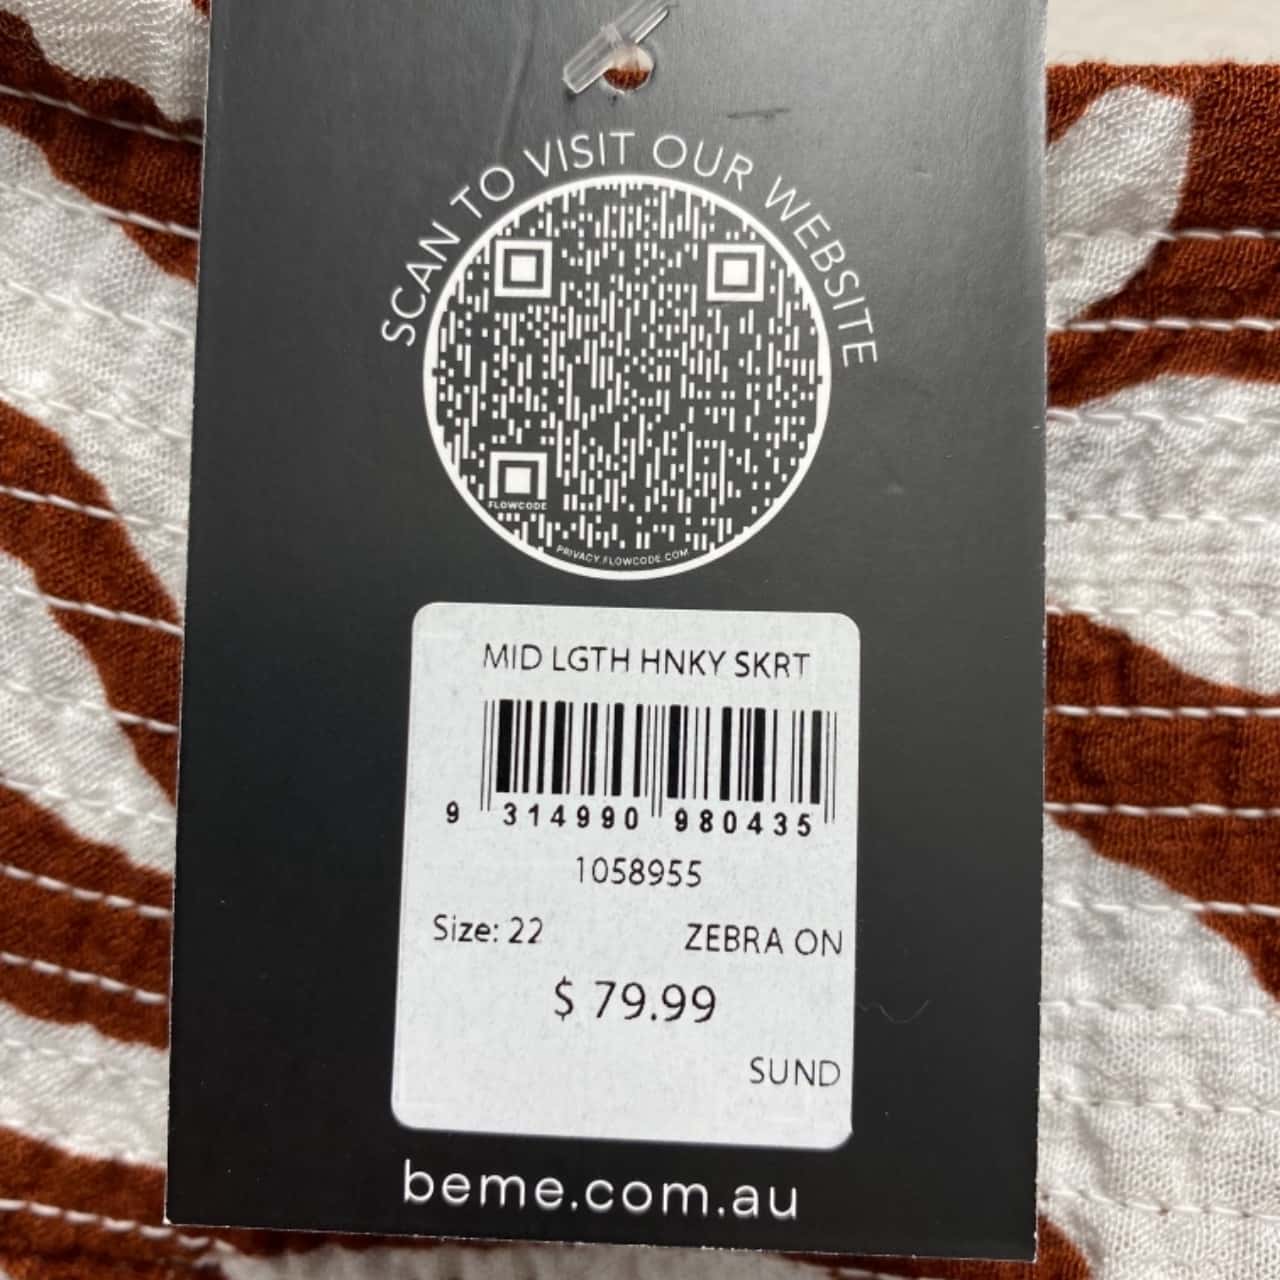 SCAN TO VISIT OUR WEBSITE
FLOWCODE
PRIVACY.FLOWCODE.COM
MID LGTH HNKY SKRT
9 314990 980435
1058955
Size: 22 ZEBRA ON
$ 79.99
SUND
beme.com.au